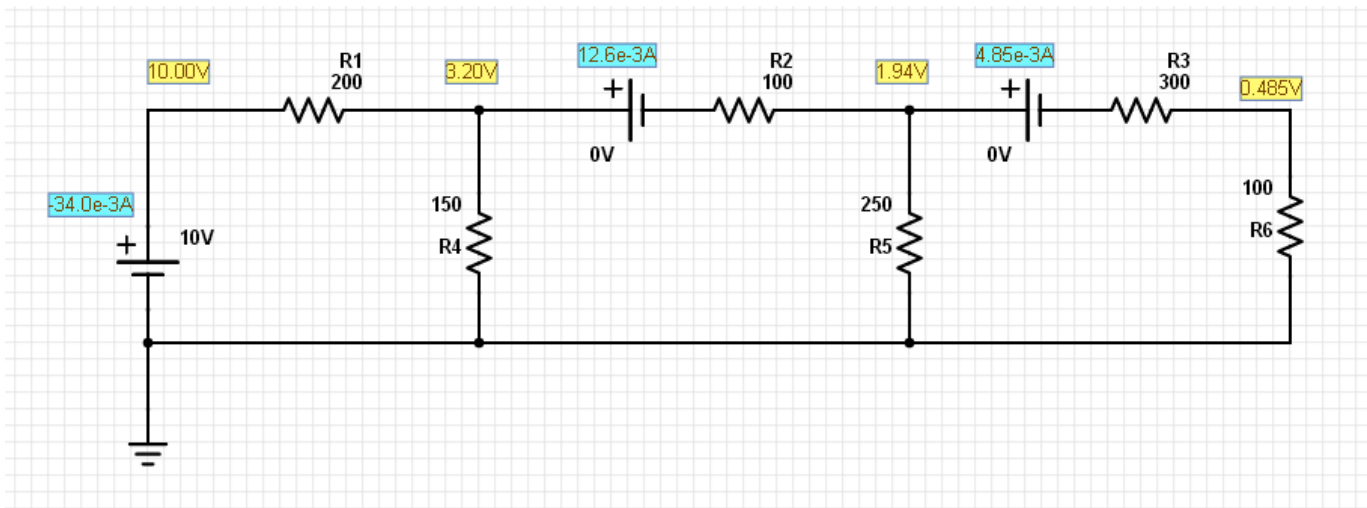 10.00V
R1
200
3.20V
12.6e-3A
+
0V
R2
100
1.94V
4.85e-3A
+
0V
R3
300
0.485V
-34.0e-3A
+
10V
150
R4
250
R5
100
R6